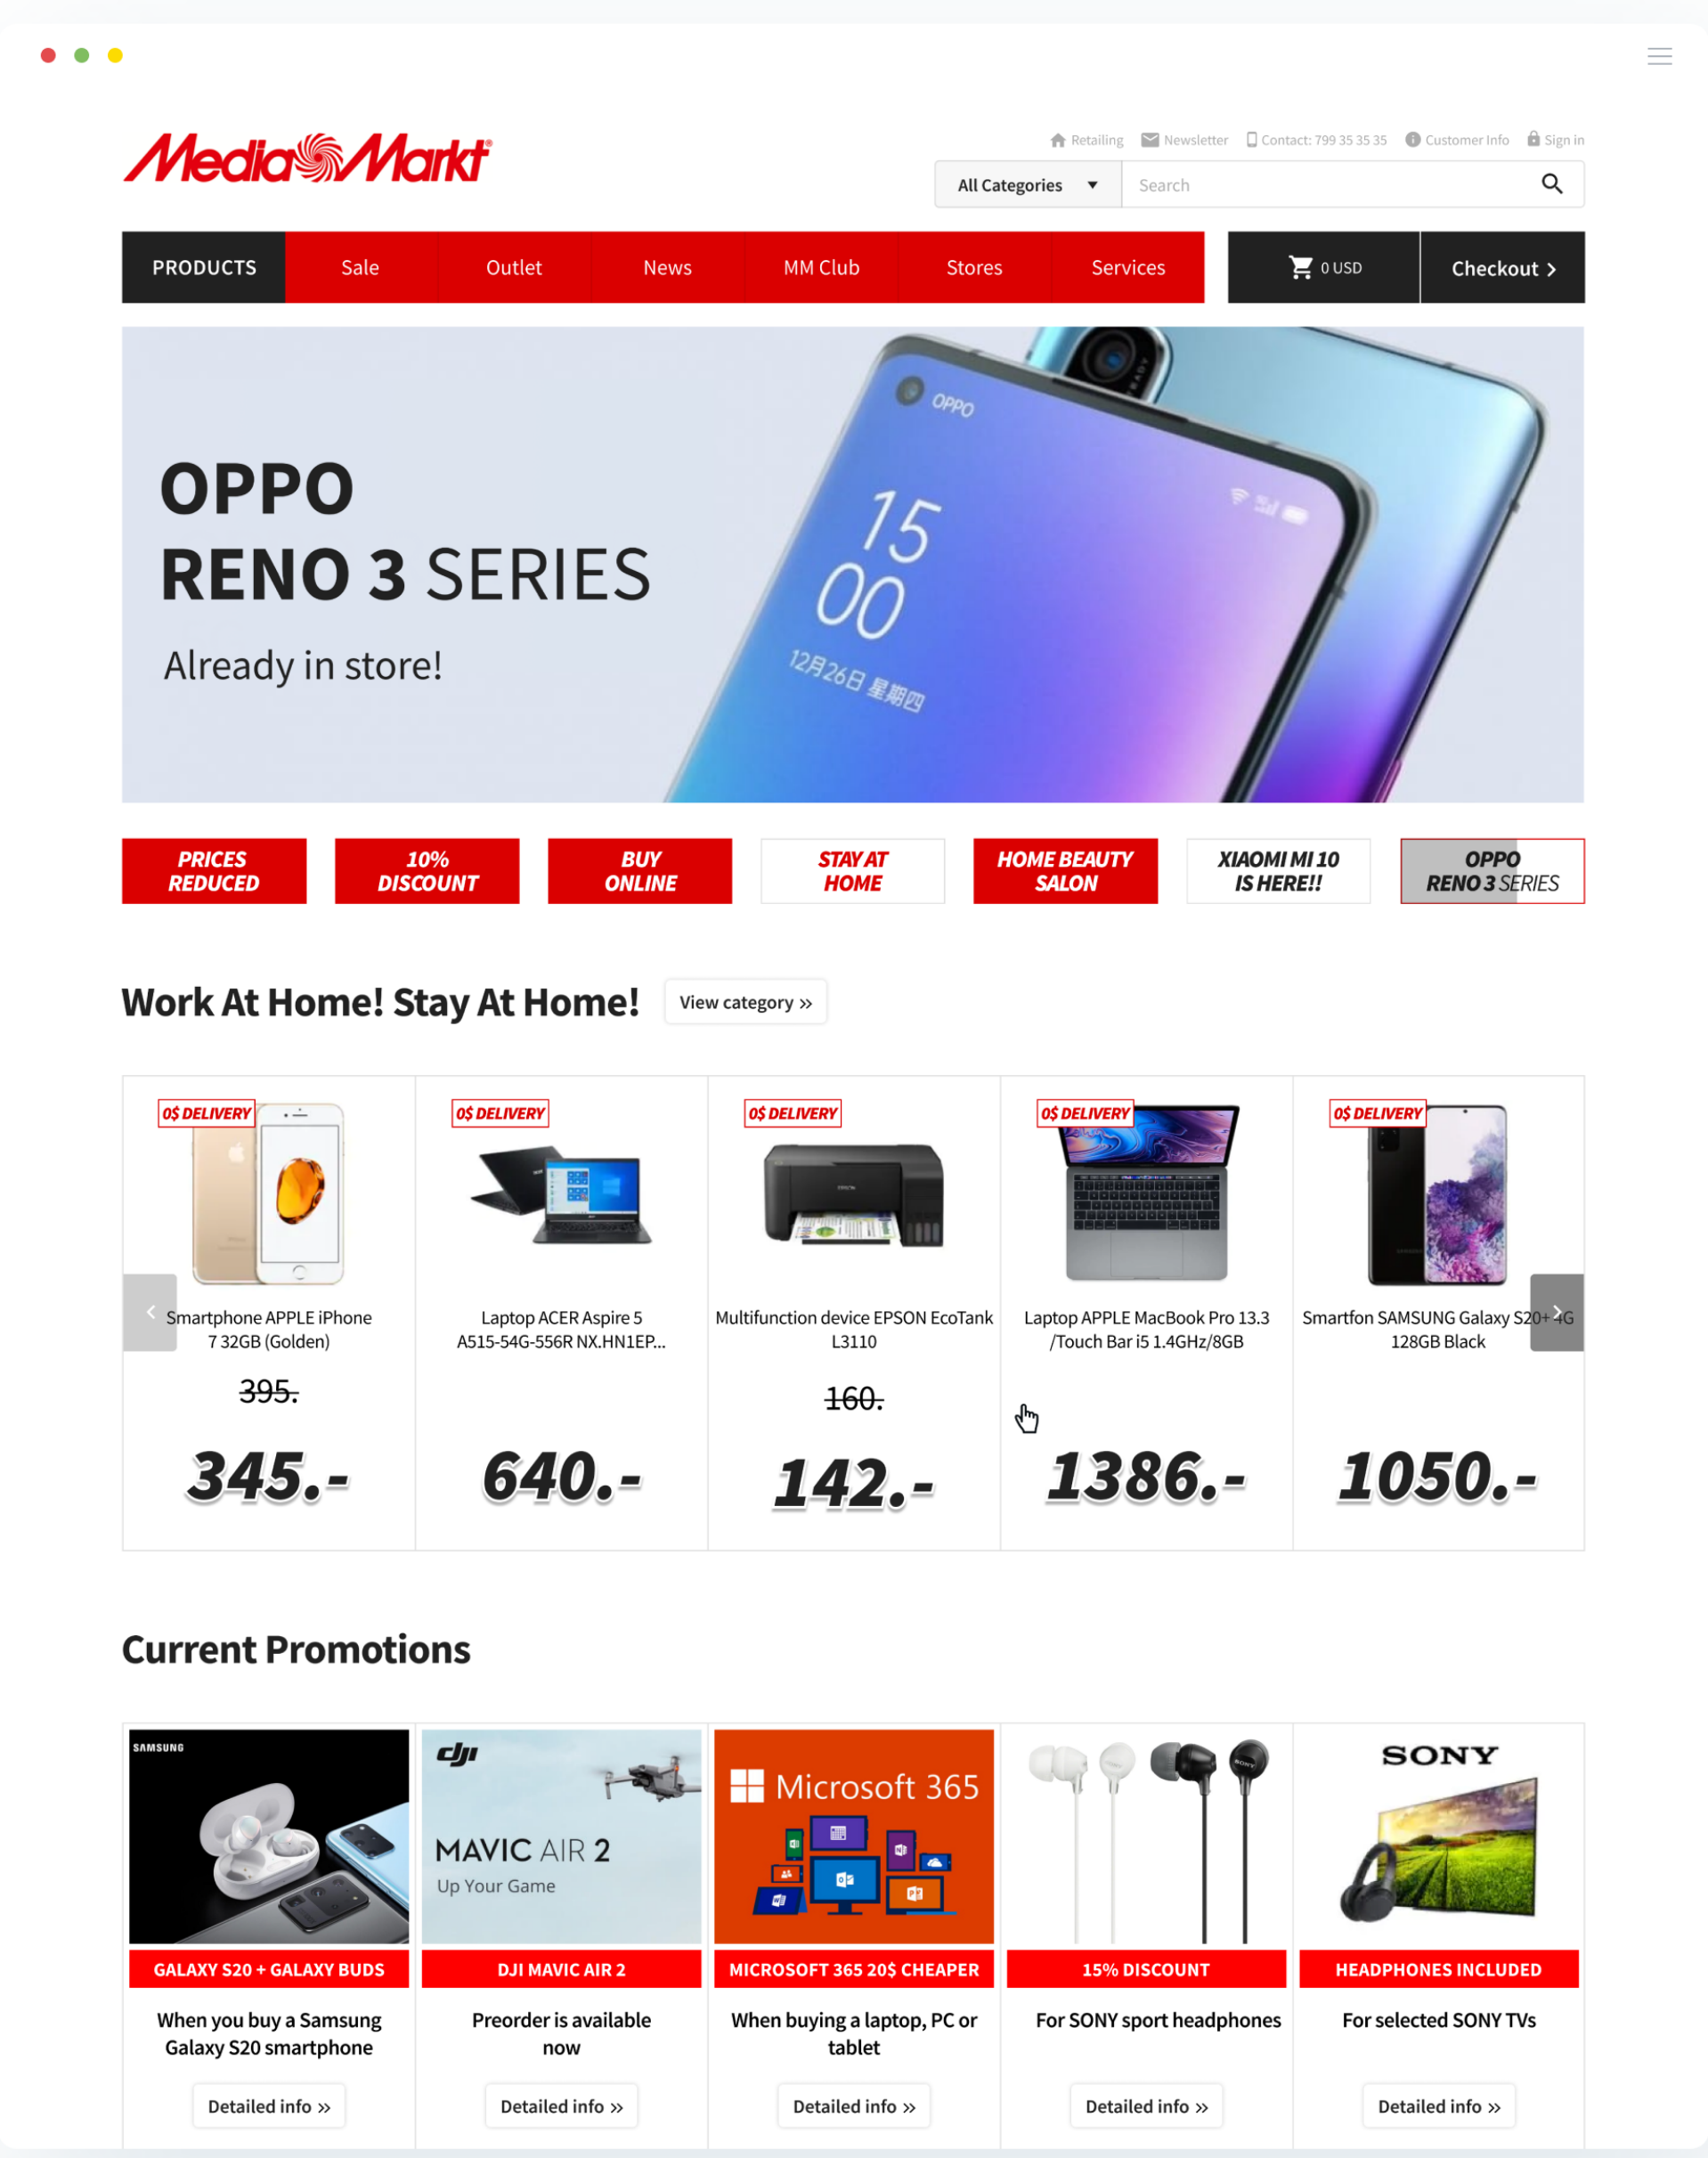 MediaMarkt
Retailing Newsletter Contact: 799 35 35 35 Customer Info Sign in
All Categories Search
PRODUCTS Sale Outlet News MM Club Stores Services 0 USD Checkout
OPPO
RENO 3 SERIES
Already in store!
OPPO
15
00
12月26日 星期四
PRICES
REDUCED
10%
DISCOUNT
BUY
ONLINE
STAY AT
HOME
HOME BEAUTY
SALON
XIAOMI MI 10
IS HERE!!
OPPO
RENO 3 SERIES
Work At Home! Stay At Home! View category »
0$ DELIVERY
Smartphone APPLE iPhone
7 32GB (Golden)
395.
345.-
0$ DELIVERY
Laptop ACER Aspire 5
A515-54G-556R NX.HN1EP...
640.-
0$ DELIVERY
EPSON
Multifunction device EPSON EcoTank
L3110
160.
142.-
0$ DELIVERY
Laptop APPLE MacBook Pro 13.3
/Touch Bar i5 1.4GHz/8GB
1386.-
0$ DELIVERY
Smartfon SAMSUNG Galaxy S20+ 4G
128GB Black
1050.-
Current Promotions
SAMSUNG
GALAXY S20 + GALAXY BUDS
When you buy a Samsung
Galaxy S20 smartphone
Detailed info »
dji
MAVIC AIR 2
Up Your Game
DJI MAVIC AIR 2
Preorder is available
now
Detailed info »
Microsoft 365
MICROSOFT 365 20$ CHEAPER
When buying a laptop, PC or
tablet
Detailed info »
SONY
15% DISCOUNT
For SONY sport headphones
Detailed info »
SONY
HEADPHONES INCLUDED
For selected SONY TVs
Detailed info »